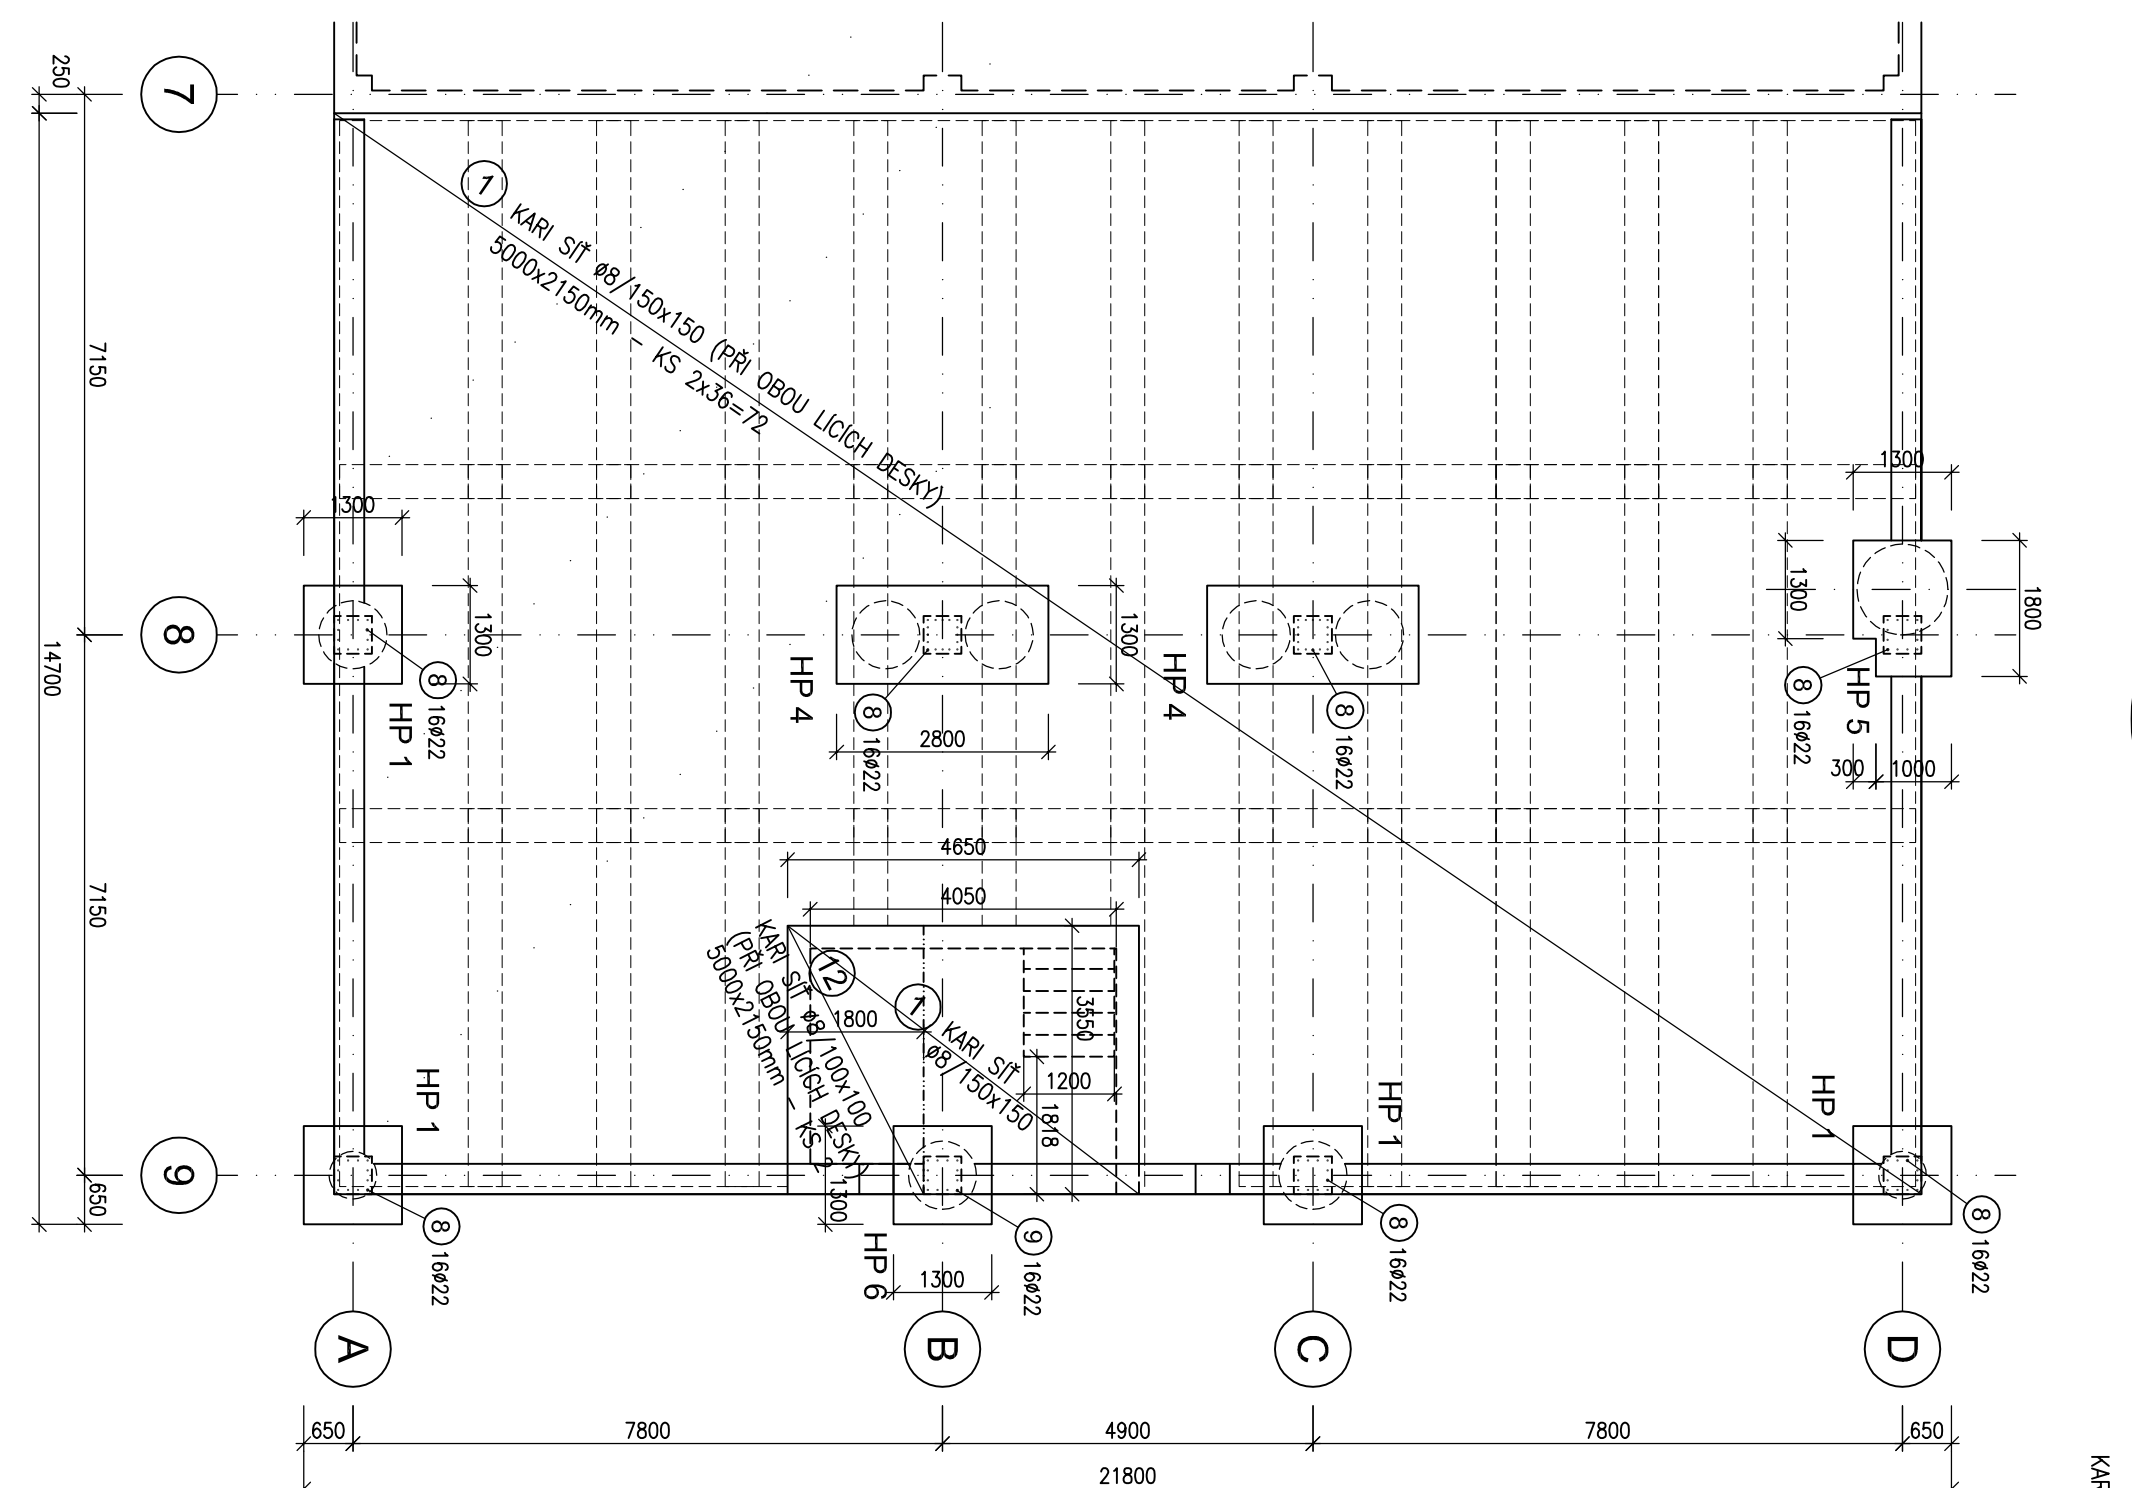 250
7
7150
14700
8
7150
9
650
1
KARI SÍŤ ø8/150x150 (PŘI OBOU LÍCÍCH DESKY)
5000x2150mm – KS 2x36=72
1300
1300
8 16ø22
HP 1
HP 4
8 16ø22
2800
1300
HP 4
8 16ø22
1300
1300
1800
8 16ø22
HP 5
300
1000
4650
4050
12
KARI SÍŤ ø8/100x100
(PŘI OBOU LÍCÍCH DESKY)
5000x2150mm – KS 2
1800
1
KARI SÍŤ
ø8/150x150
3550
1200
1818
HP 1
8 16ø22
1300
HP 6
1300
9 16ø22
HP 1
8 16ø22
HP 1
8 16ø22
A
B
C
D
650
7800
4900
7800
650
21800
KAR